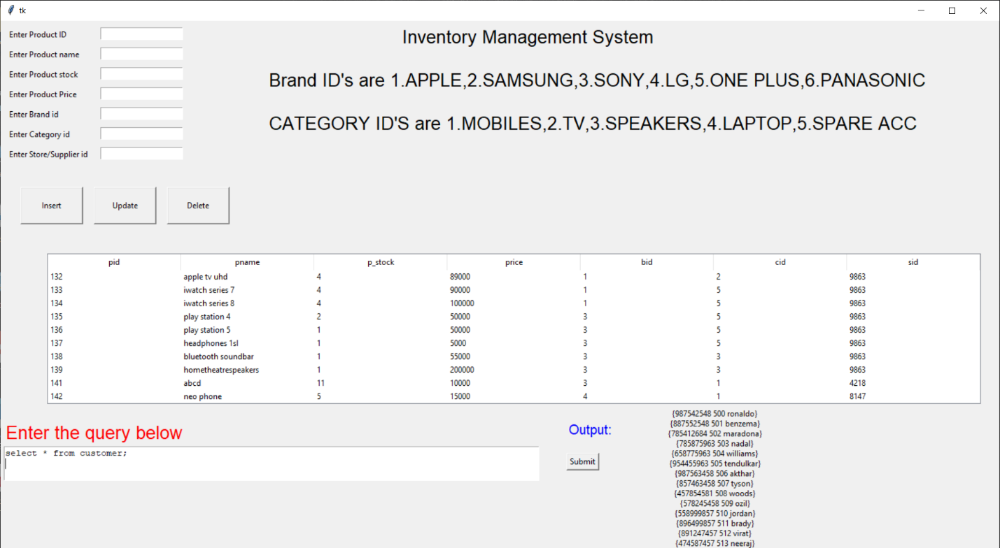 tk
Enter Product ID
Enter Product name
Enter Product stock
Enter Product Price
Enter Brand id
Enter Category id
Enter Store/Supplier id
Inventory Management System
Brand ID's are 1.APPLE,2.SAMSUNG,3.SONY,4.LG,5.ONE PLUS,6.PANASONIC
CATEGORY ID'S are 1.MOBILES,2.TV,3.SPEAKERS,4.LAPTOP,5.SPARE ACC
Insert Update Delete
pid pname p_stock price bid cid sid
132 apple tv uhd 4 89000 1 2 9863
133 iwatch series 7 4 90000 1 5 9863
134 iwatch series 8 4 100000 1 5 9863
135 play station 4 2 50000 3 5 9863
136 play station 5 1 50000 3 5 9863
137 headphones 1sl 1 5000 3 5 9863
138 bluetooth soundbar 1 55000 3 3 9863
139 hometheatrespeakers 1 200000 3 3 9863
141 abcd 11 10000 3 1 4218
142 neo phone 5 15000 4 1 8147
Enter the query below
select * from customer;
Output:
Submit
{987542548 500 ronaldo}
{887552548 501 benzema}
{785412684 502 maradona}
{785875963 503 nadal}
{658775963 504 williams}
{954455963 505 tendulkar}
{987563458 506 akthar}
{857463458 507 tyson}
{457854581 508 woods}
{578245458 509 ozil}
{558999857 510 jordan}
{896499857 511 brady}
{891247457 512 virat}
{474587457 513 neeraj}